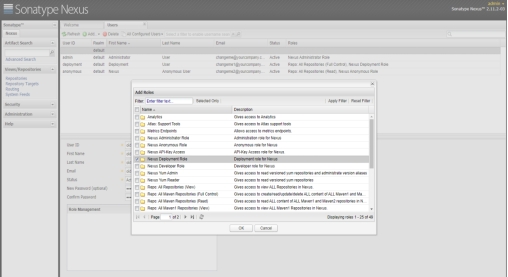 admin
Sonatype Nexus
Sonatype Nexus™ 2.11.2-03
Sonatype™
Welcome
Users
Nexus
Refresh Add... Delete All Configured Users
User ID Realm First Name Last Name Email Status Roles
default
admin default Administrator User changeme@yourcompany.c... Active Nexus Administrator Role
deployment default Deployment User changeme1@yourcompany.... Active Repo: All Repositories (Full Control), Nexus Deployment Role
anonymous default Nexus Anonymous User changeme2@yourcompany.... Active Repo: All Repositories (Read), Nexus Anonymous Role
Artifact Search
Advanced Search
Views/Repositories
Repositories
Repository Targets
Routing
System Feeds
Security
Administration
Help
Add Roles
Filter: Enter filter text... Selected Only Apply Filter Reset Filter
Name Description
Analytics Gives access to Analytics
Atlas: Support Tools Gives access to Atlas support tools
Metrics Endpoints Allows access to metrics endpoints.
Nexus Administrator Role Administration role for Nexus
Nexus Anonymous Role Anonymous role for Nexus
Nexus API-Key Access API-Key Access role for Nexus.
Nexus Deployment Role Deployment role for Nexus
Nexus Developer Role Developer role for Nexus
Nexus Yum Admin Gives access to read versioned yum repositories and administrate version aliases
Nexus Yum Reader Gives access to read versioned yum repositories
Repo: All Repositories (View) Gives access to view ALL Repositories in Nexus.
Repo: All Maven Repositories (Full Control) Gives access to create/read/update/delete ALL content of ALL Maven1 and Ma...
Repo: All Maven Repositories (Read) Gives access to read ALL content of ALL Maven1 and Maven2 repositories in N...
Repo: All Maven1 Repositories (View) Gives access to view ALL Maven1 Repositories in Nexus.
Page 1 of 2 Displaying roles 1 - 25 of 49
OK Cancel
User ID
First Name
Last Name
Email
Status
New Password (optional)
Confirm Password
Role Management